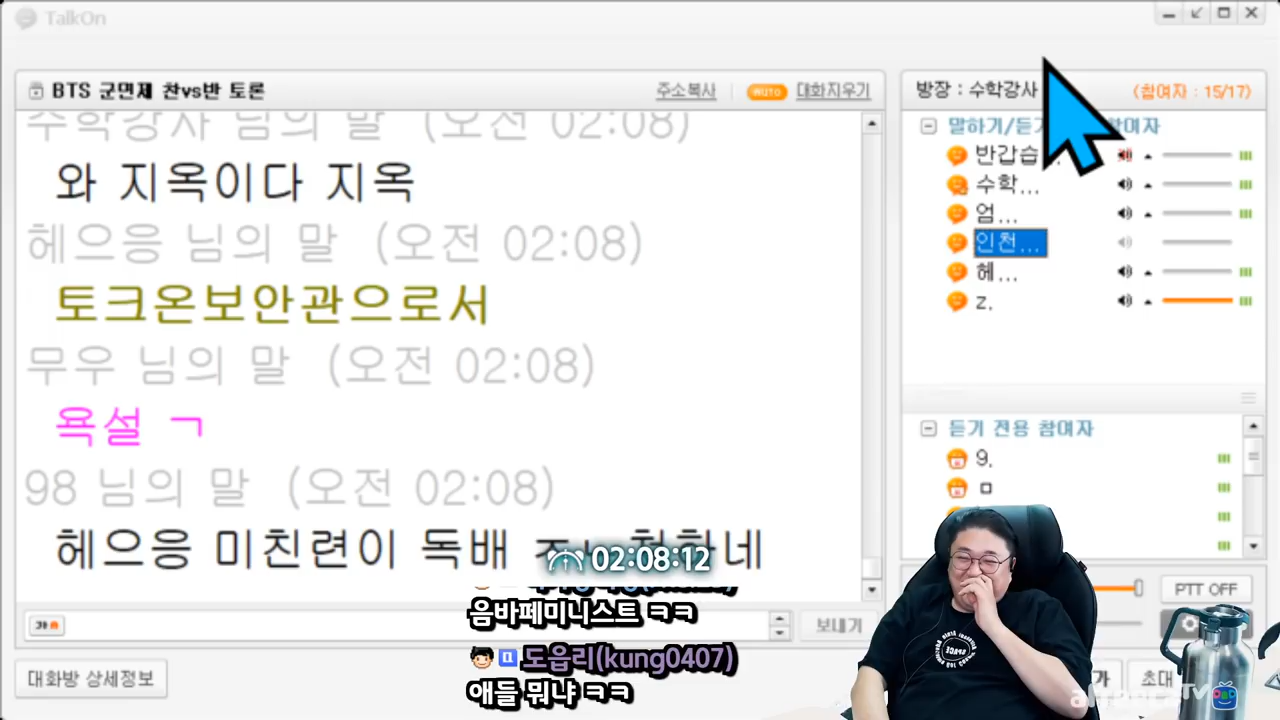 TalkOn
BTS 군면제 찬vs반 토론
주소복사
AUTO
대화지우기
수학강사 님의 말 (오전 02:08)
와 지옥이다 지옥
헤으응 님의 말 (오전 02:08)
토크온보안관으로서
무우 님의 말 (오전 02:08)
욕설 ㄱ
98 님의 말 (오전 02:08)
헤으응 미친련이 독배
02:08:12
음바페미니스트 ㅋㅋ
도읍리(kung0407)
애들 뭐냐 ㅋㅋ
가
보내기
대화방 상세정보
방장 : 수학강사
(참여자 : 15/17)
말하기/듣기
참여자
반갑습...
수학...
엄...
인천...
헤...
z.
듣기 전용 참여자
9.
ㅁ
PTT OFF
초대
SPACE